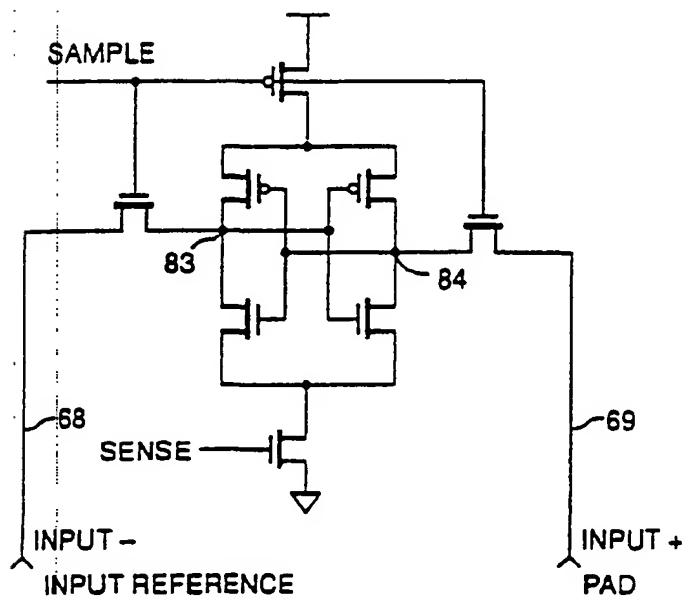 SAMPLE
83
84
68
69
SENSE
INPUT –
INPUT REFERENCE
INPUT +
PAD